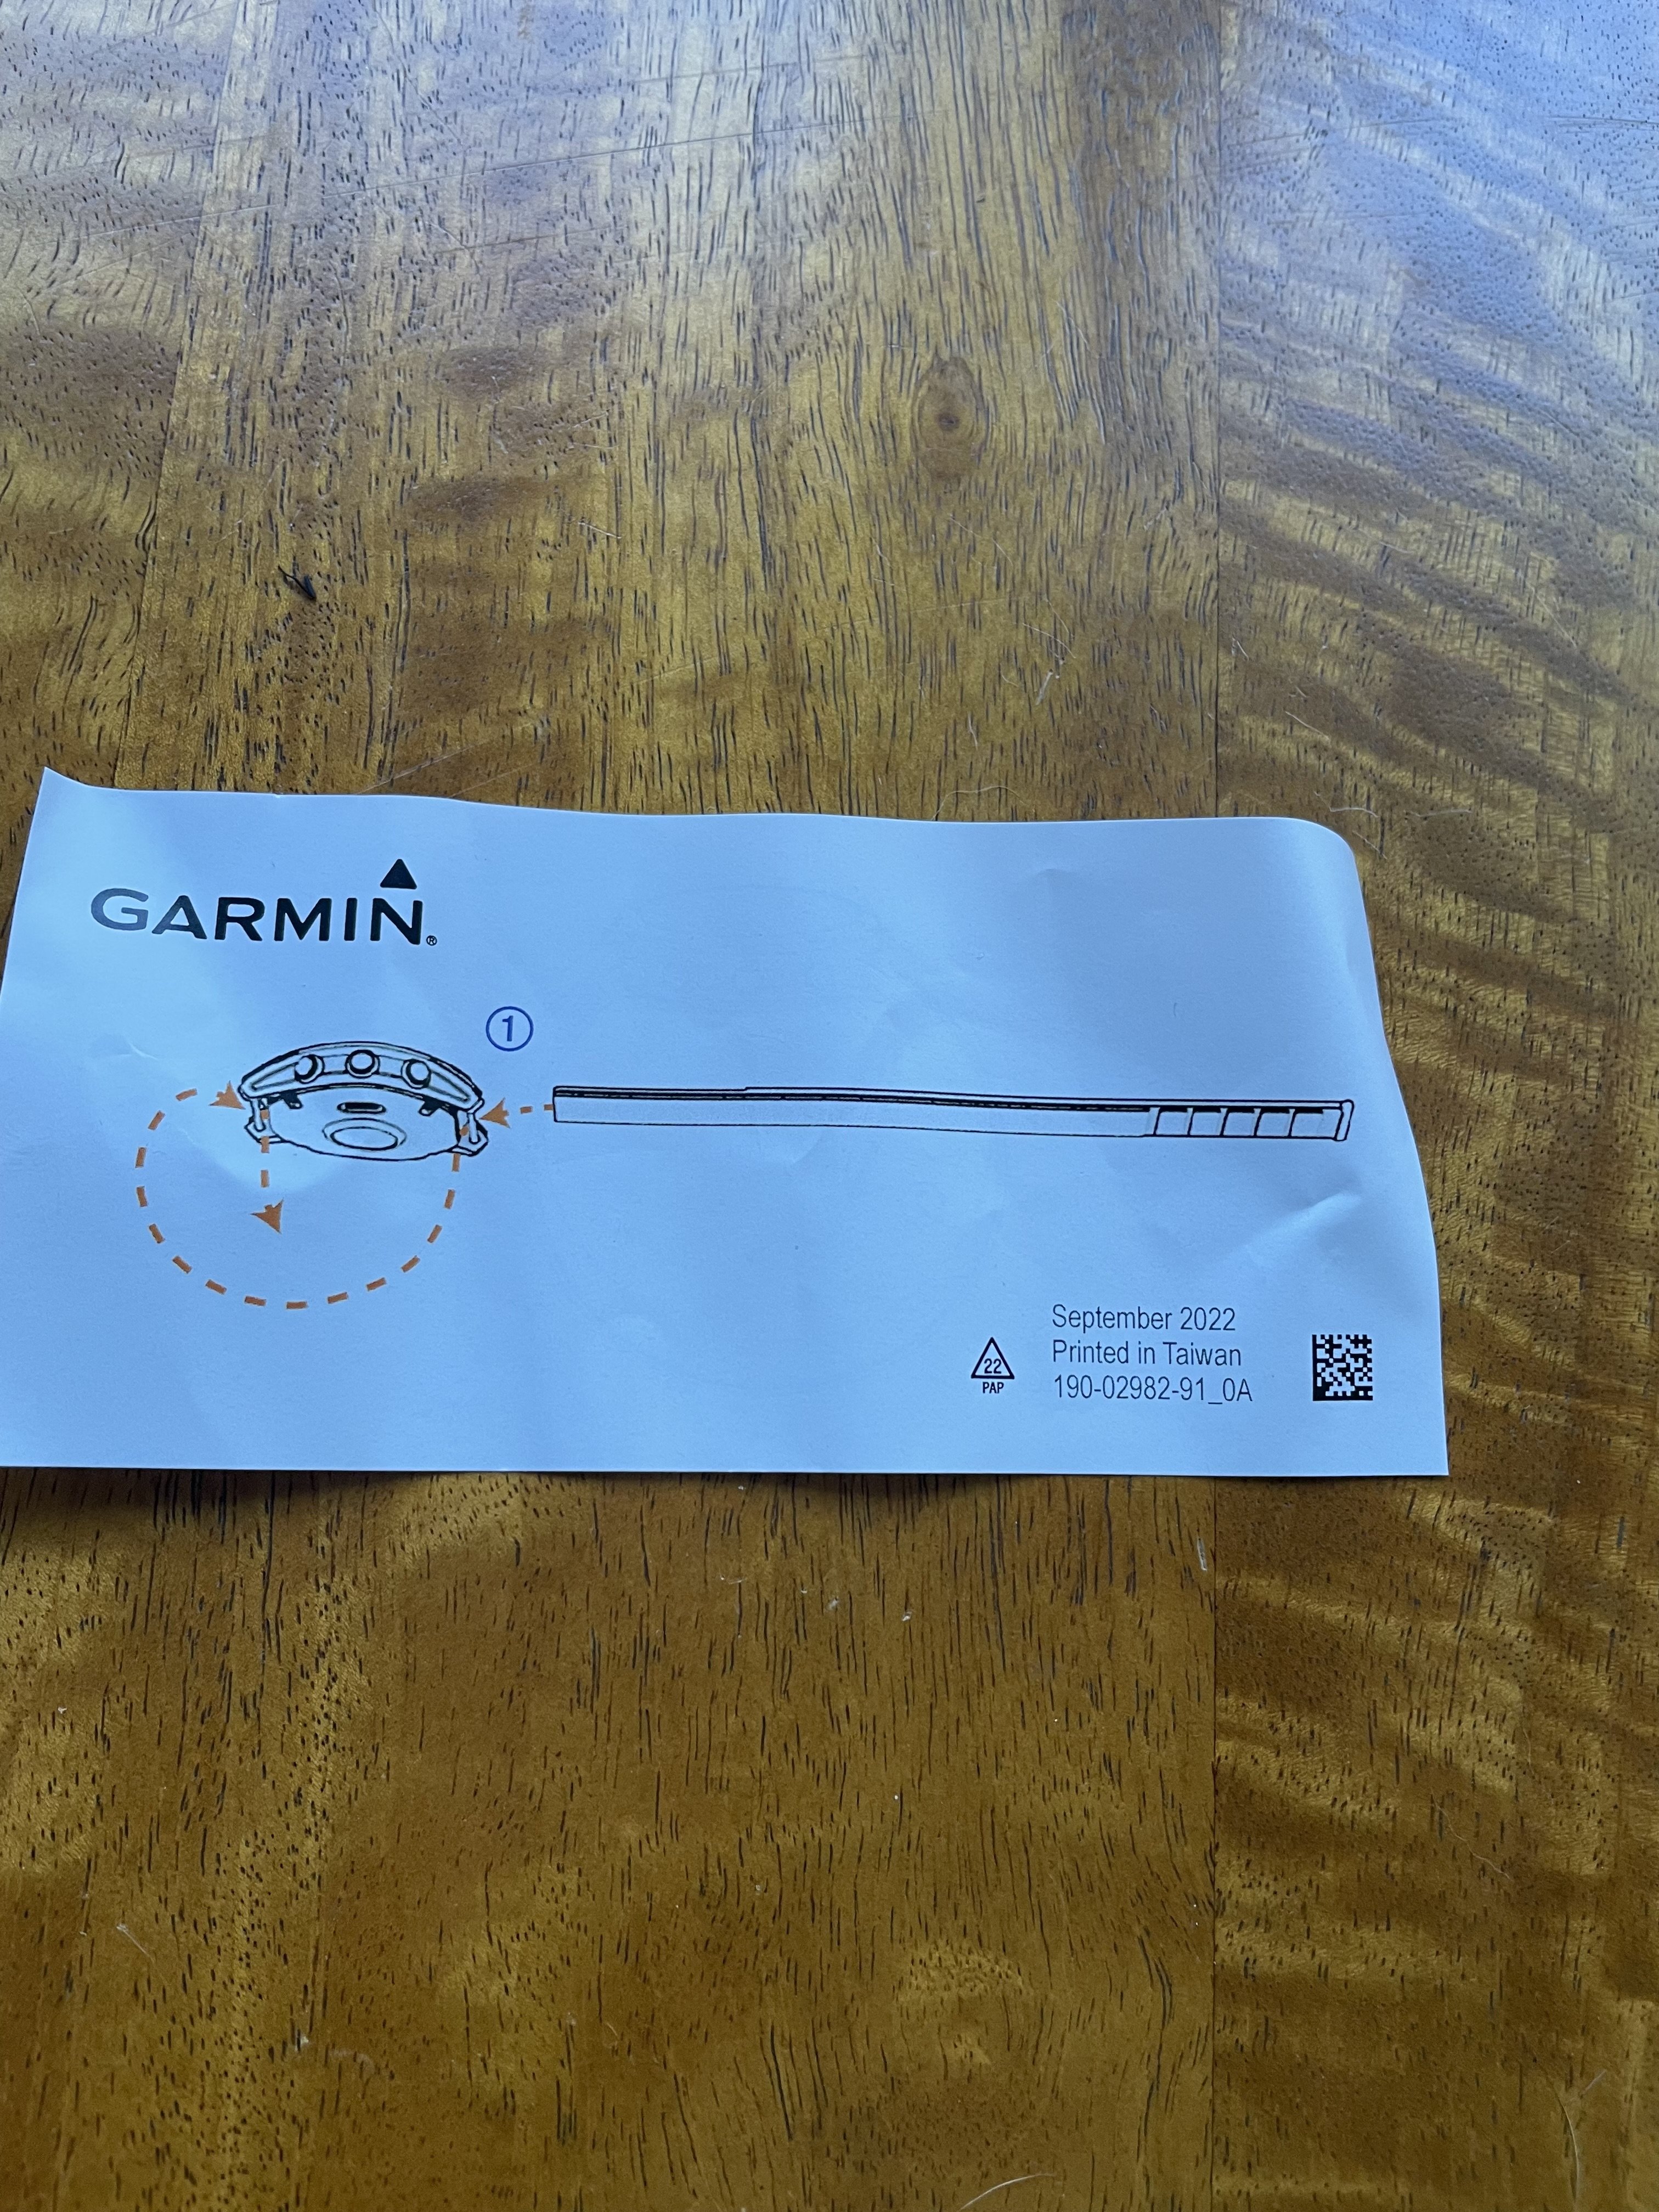 GARMIN®
1
September 2022
Printed in Taiwan
190-02982-91_0A
22
PAP